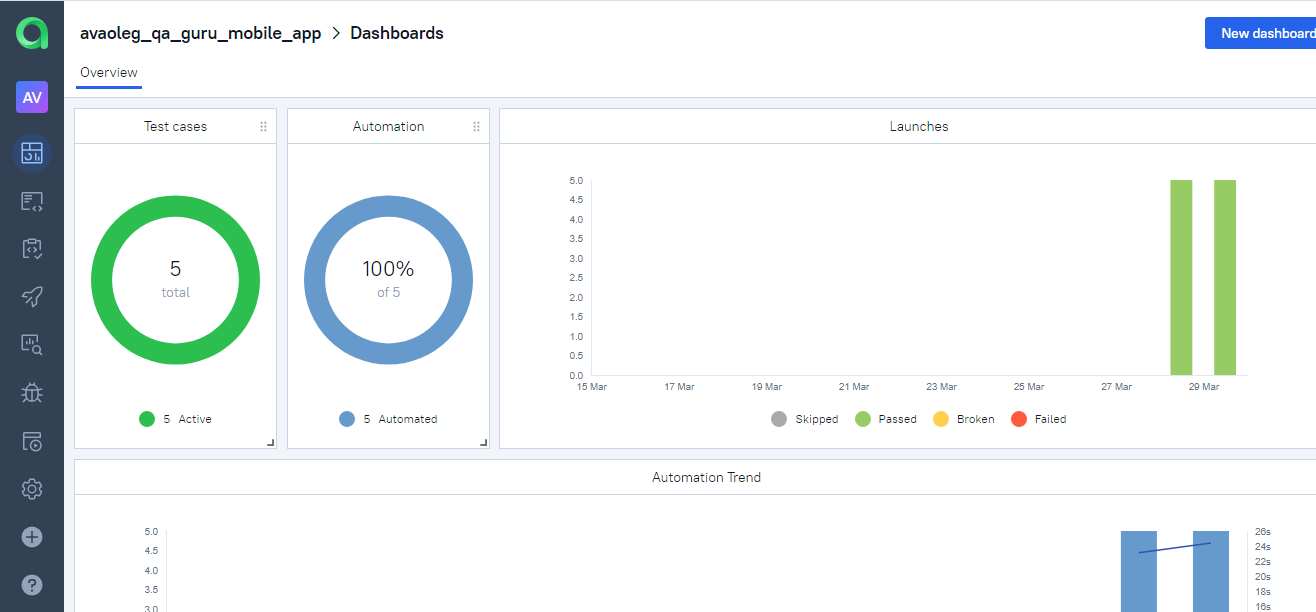 avaoleg_qa_guru_mobile_app > Dashboards
New dashboard
Overview
AV
Test cases
Automation
Launches
5
total
100%
of 5
5.0
4.5
4.0
3.5
3.0
2.5
2.0
1.5
1.0
0.5
0.0
15 Mar 17 Mar 19 Mar 21 Mar 23 Mar 25 Mar 27 Mar 29 Mar
5 Active
5 Automated
Skipped Passed Broken Failed
Automation Trend
5.0
4.5
4.0
3.5
3.0
26s
24s
22s
20s
18s
16s